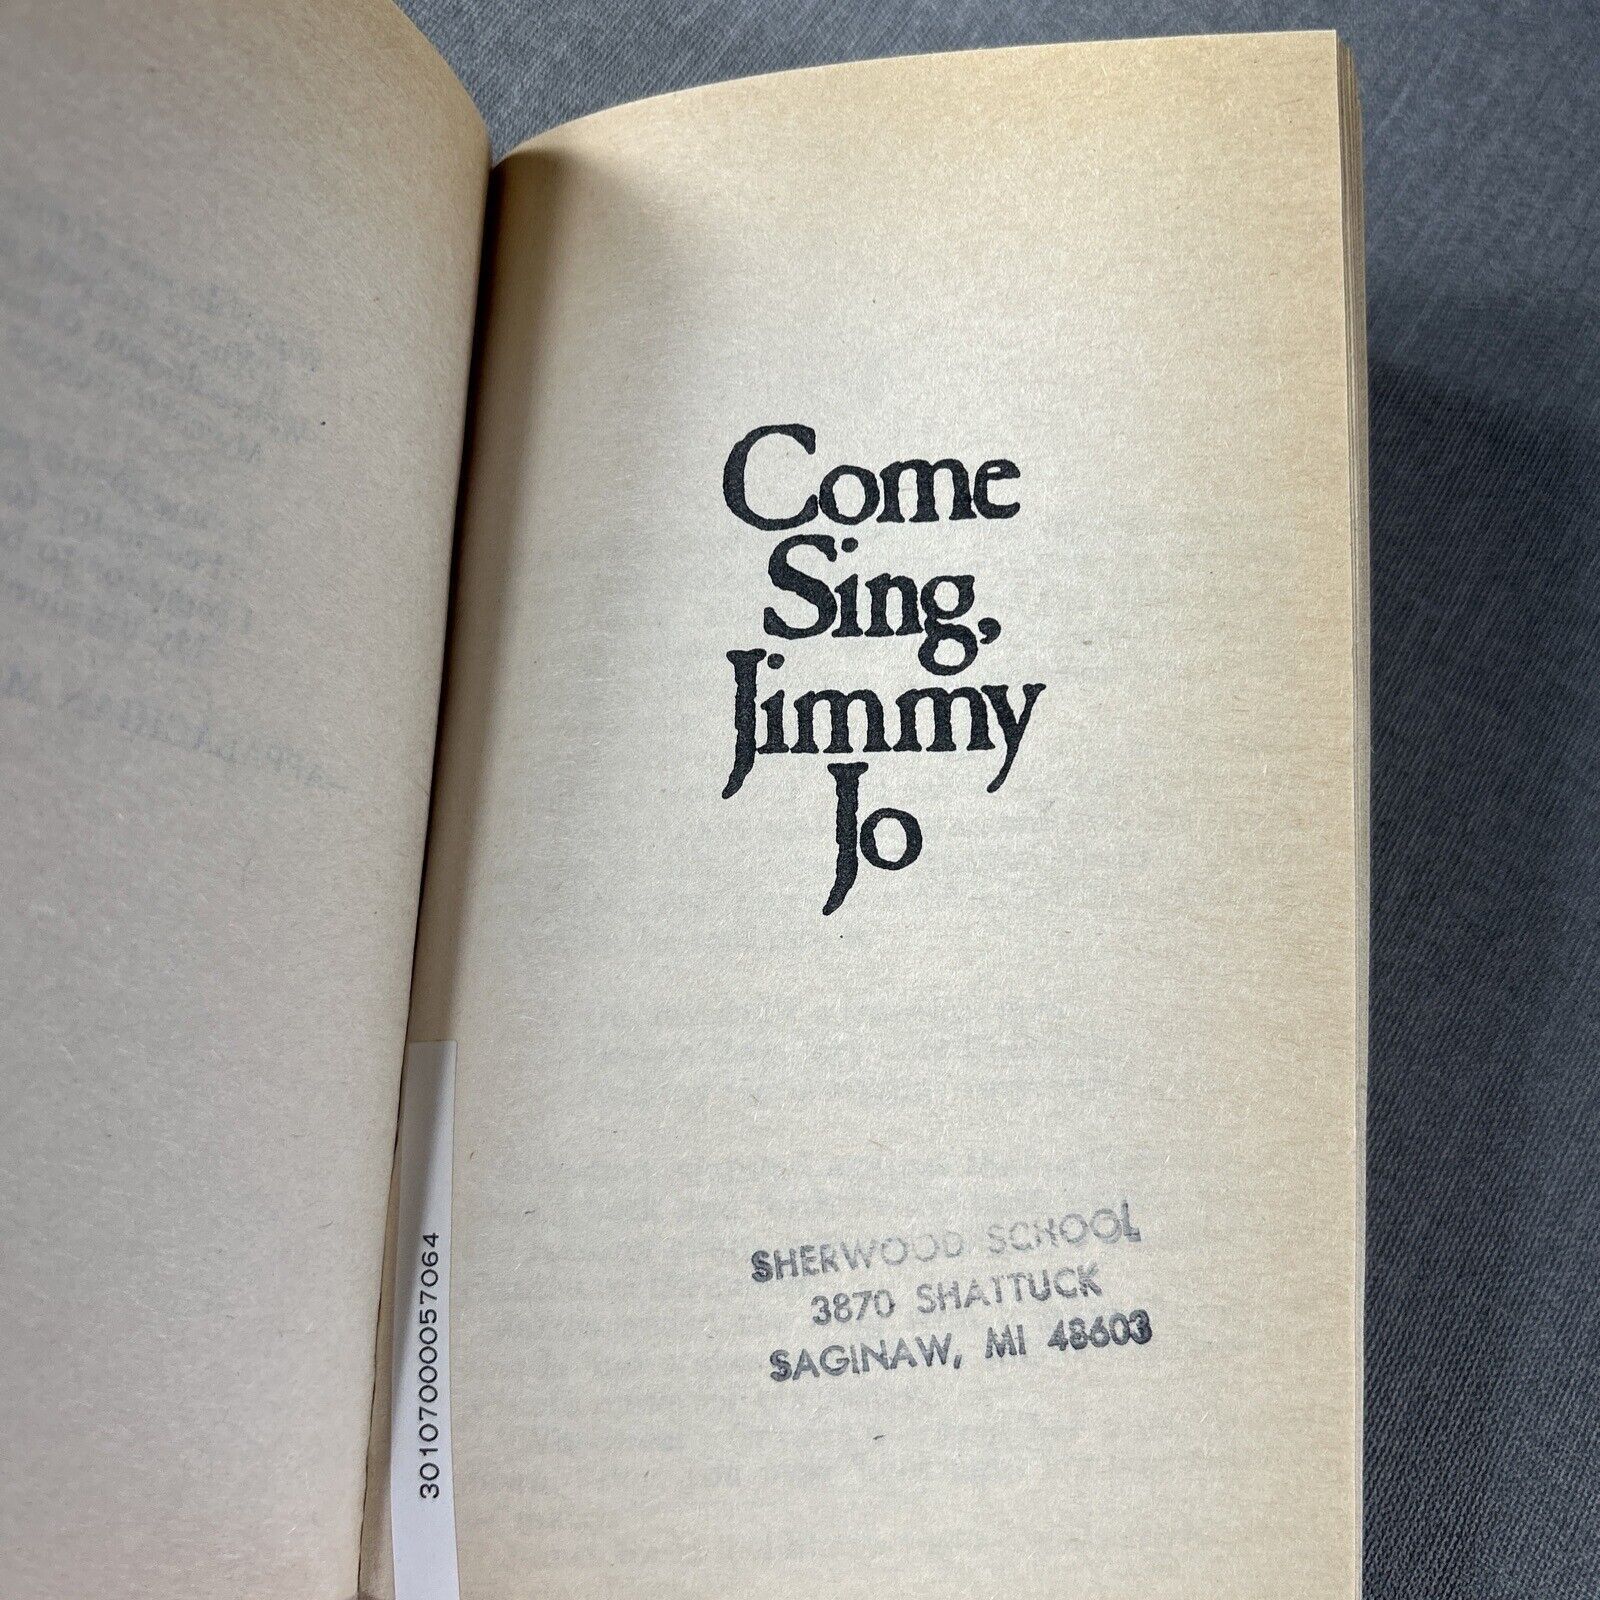 Come
Sing,
Jimmy
Jo
SHERWOOD SCHOOL
3870 SHATTUCK
SAGINAW, MI 48603
30107000057064